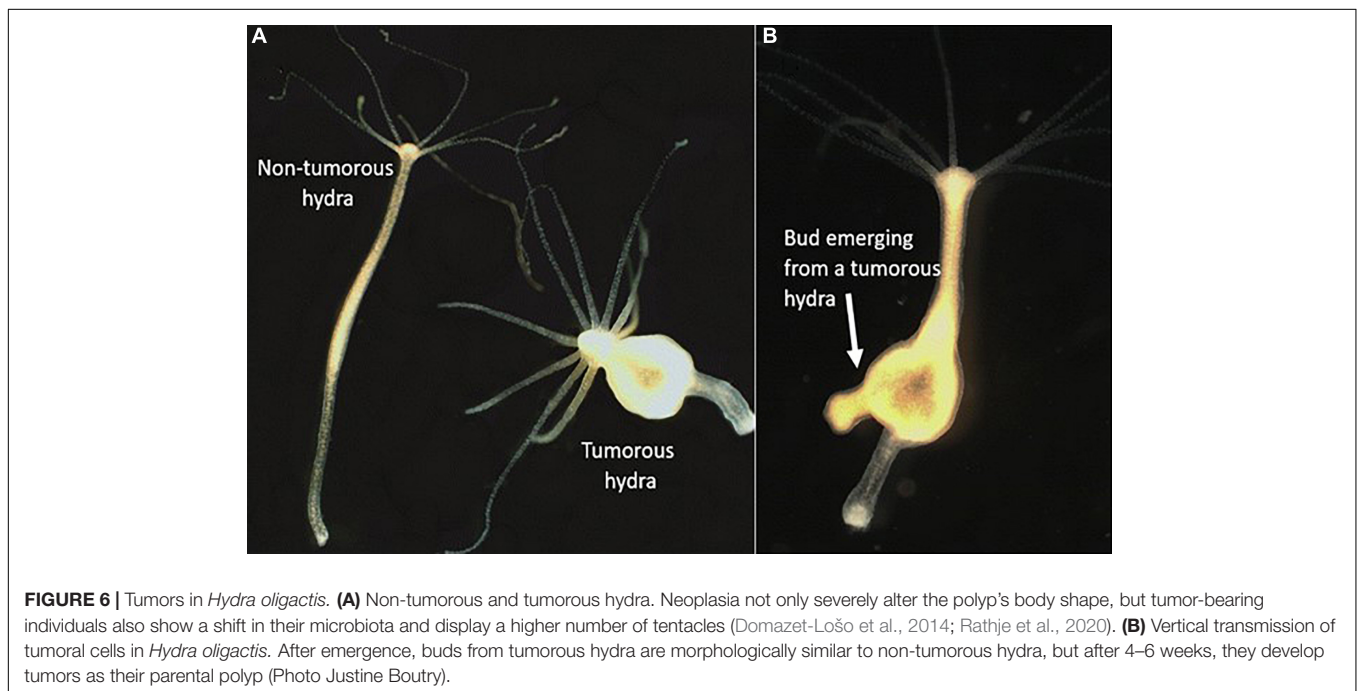 A
B
Non-tumorous
hydra
Bud emerging
from a tumorous
hydra
Tumorous
hydra
FIGURE 6 | Tumors in Hydra oligactis. (A) Non-tumorous and tumorous hydra. Neoplasia not only severely alter the polyp’s body shape, but tumor-bearing
individuals also show a shift in their microbiota and display a higher number of tentacles (Domazet-Lošo et al., 2014; Rathje et al., 2020). (B) Vertical transmission of
tumoral cells in Hydra oligactis. After emergence, buds from tumorous hydra are morphologically similar to non-tumorous hydra, but after 4–6 weeks, they develop
tumors as their parental polyp (Photo Justine Boutry).